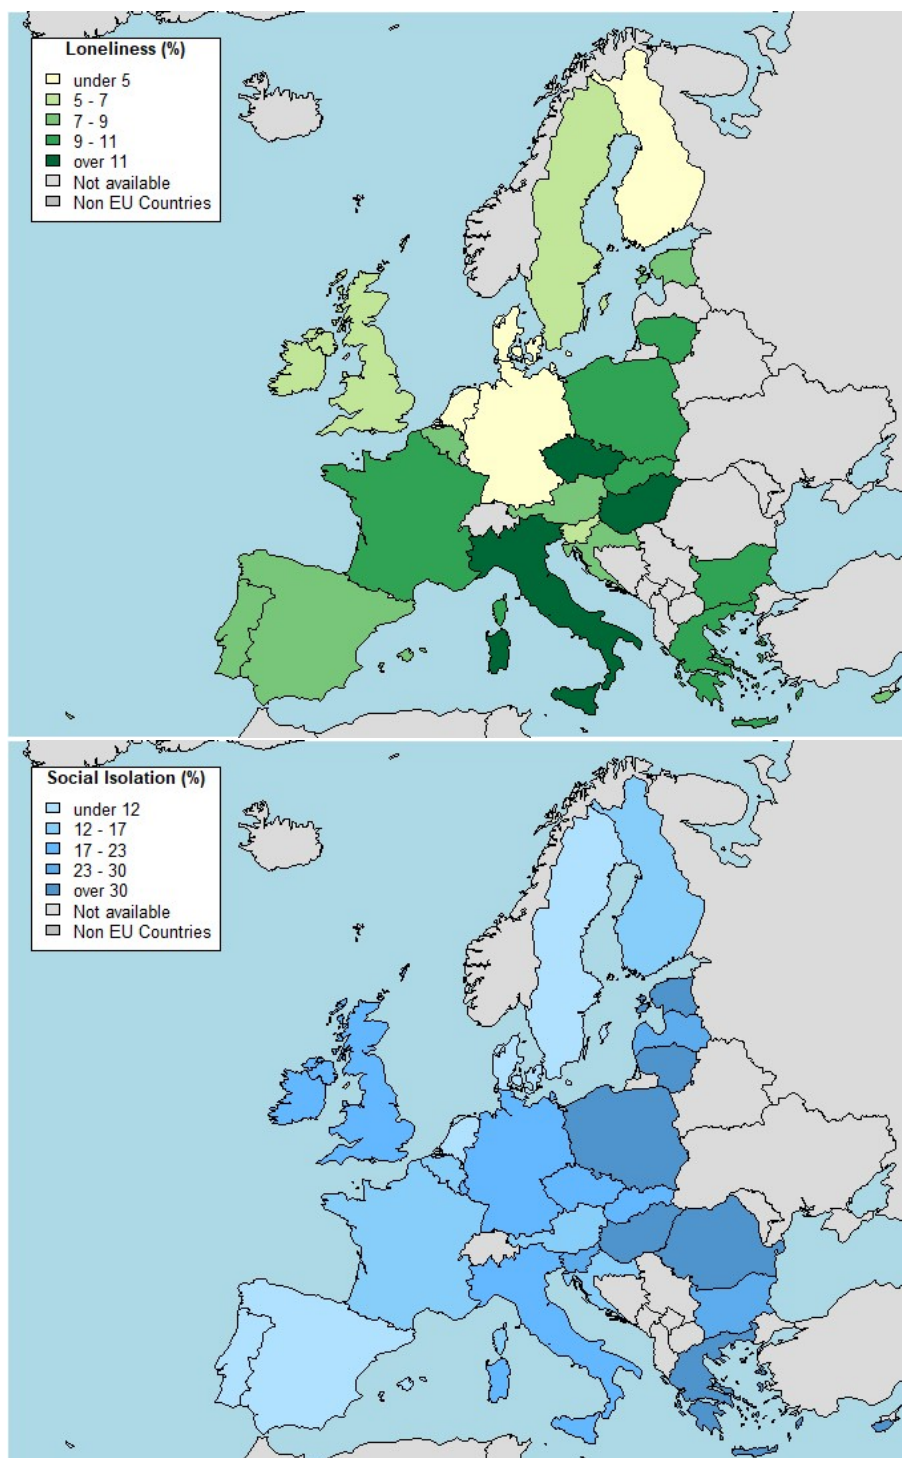 Loneliness (%)
under 5
5 - 7
7 - 9
9 - 11
over 11
Not available
Non EU Countries
Social Isolation (%)
under 12
12 - 17
17 - 23
23 - 30
over 30
Not available
Non EU Countries